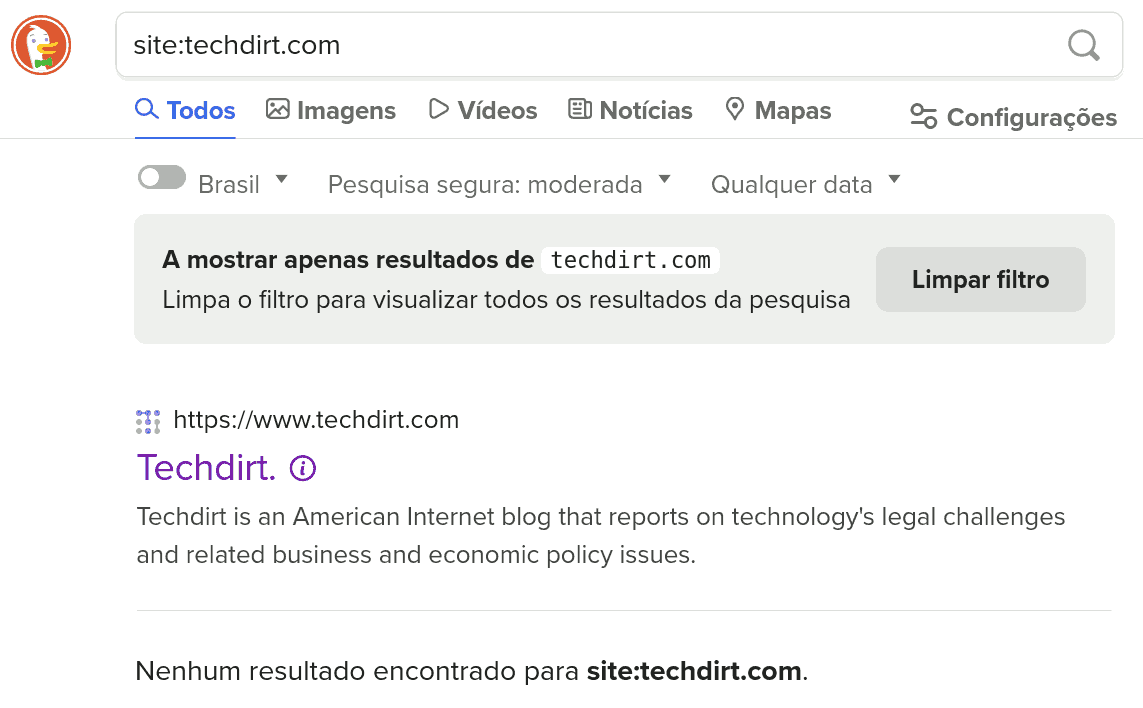 site:techdirt.com
Todos Imagens Vídeos Notícias Mapas Configurações
Brasil Pesquisa segura: moderada Qualquer data
A mostrar apenas resultados de techdirt.com
Limpa o filtro para visualizar todos os resultados da pesquisa
Limpar filtro
https://www.techdirt.com
Techdirt.
Techdirt is an American Internet blog that reports on technology's legal challenges
and related business and economic policy issues.
Nenhum resultado encontrado para site:techdirt.com.